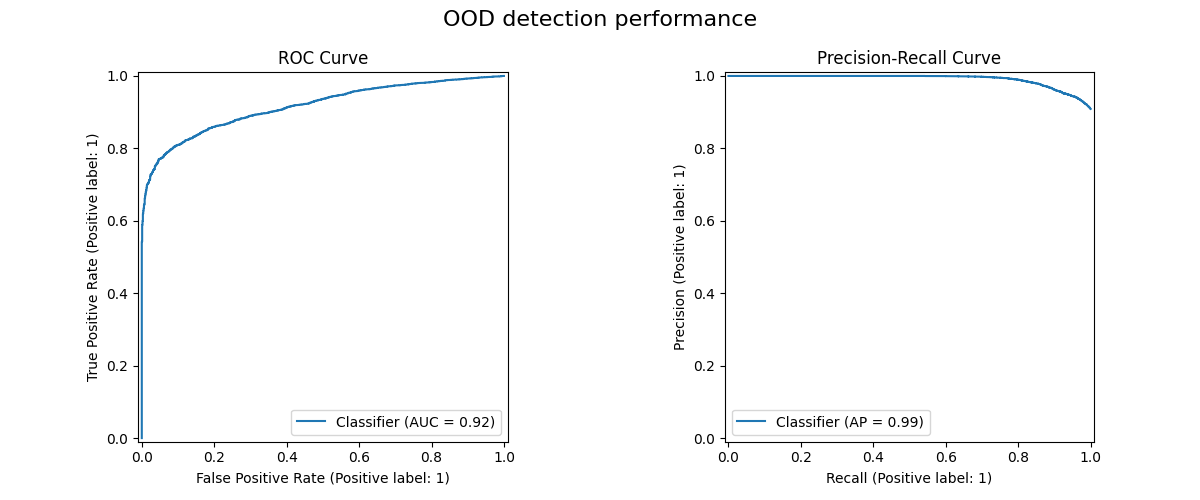 OOD detection performance
ROC Curve
1.0
0.8
0.6
0.4
0.2
0.0
True Positive Rate (Positive label: 1)
Classifier (AUC = 0.92)
0.0 0.2 0.4 0.6 0.8 1.0
False Positive Rate (Positive label: 1)
Precision-Recall Curve
1.0
0.8
0.6
0.4
0.2
0.0
Precision (Positive label: 1)
Classifier (AP = 0.99)
0.0 0.2 0.4 0.6 0.8 1.0
Recall (Positive label: 1)